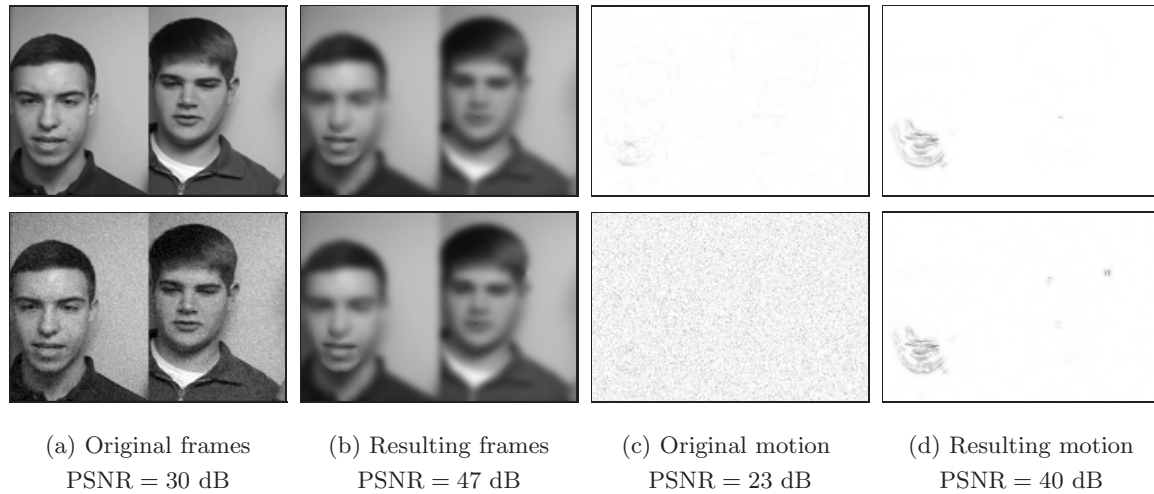 (a) Original frames
PSNR = 30 dB
(b) Resulting frames
PSNR = 47 dB
(c) Original motion
PSNR = 23 dB
(d) Resulting motion
PSNR = 40 dB